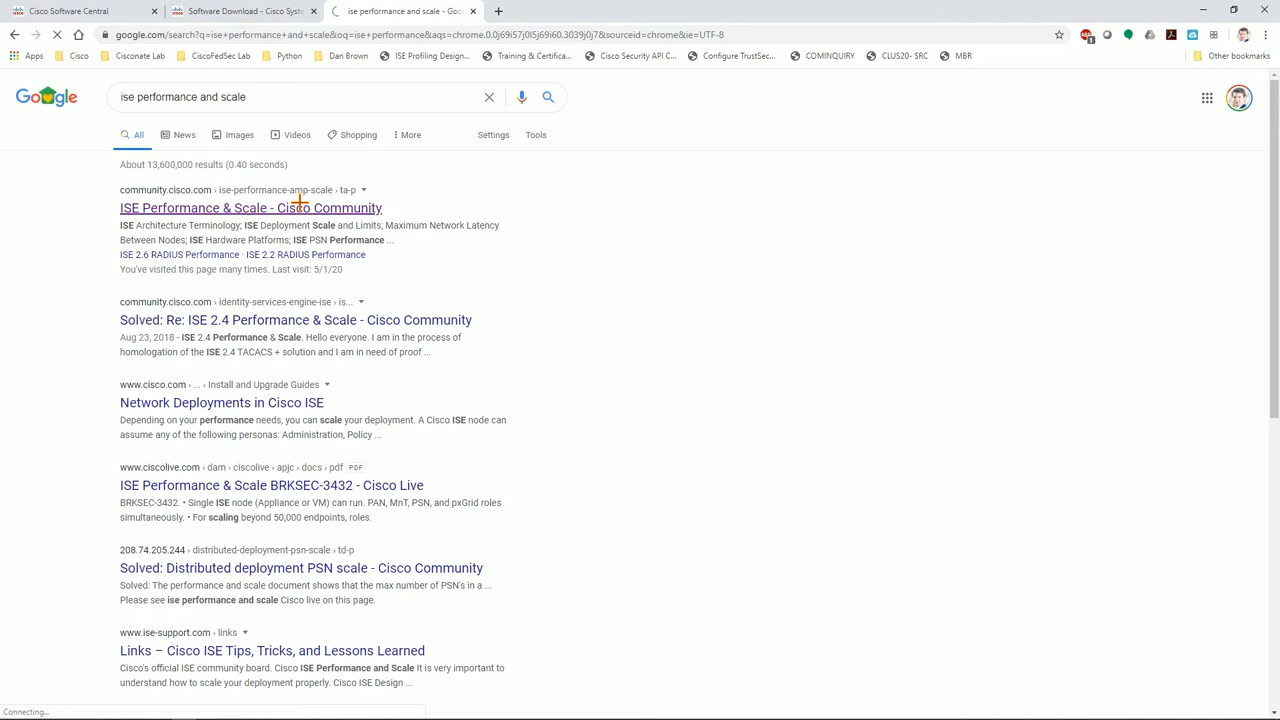 Cisco Software Central
Software Download - Cisco Syste
ise performance and scale - Goo
google.com/search?q=ise+performance+and+scale&oq=ise+performance&aqs=chrome.0.0j69i57j0l5j69i60.3039j0j7&sourceid=chrome&ie=UTF-8
Apps Cisco Cisconate Lab CiscoFedSec Lab Python Dan Brown ISE Profiling Design... Training & Certifica... Cisco Security API C... Configure TrustSec... COMINQUIRY CLUS20- SRC MBR Other bookmarks
Google
ise performance and scale
All News Images Videos Shopping More Settings Tools
About 13,600,000 results (0.40 seconds)
community.cisco.com › ise-performance-amp-scale › ta-p
ISE Performance & Scale - Cisco Community
ISE Architecture Terminology; ISE Deployment Scale and Limits; Maximum Network Latency
Between Nodes; ISE Hardware Platforms; ISE PSN Performance ...
ISE 2.6 RADIUS Performance · ISE 2.2 RADIUS Performance
You've visited this page many times. Last visit: 5/1/20
community.cisco.com › identity-services-engine-ise › is...
Solved: Re: ISE 2.4 Performance & Scale - Cisco Community
Aug 23, 2018 - ISE 2.4 Performance & Scale. Hello everyone. I am in the process of
homologation of the ISE 2.4 TACACS + solution and I am in need of proof ...
www.cisco.com › ... › Install and Upgrade Guides
Network Deployments in Cisco ISE
Depending on your performance needs, you can scale your deployment. A Cisco ISE node can
assume any of the following personas: Administration, Policy ...
www.ciscolive.com › dam › ciscolive › apjc › docs › pdf PDF
ISE Performance & Scale BRKSEC-3432 - Cisco Live
BRKSEC-3432. • Single ISE node (Appliance or VM) can run. PAN, MnT, PSN, and pxGrid roles
simultaneously. • For scaling beyond 50,000 endpoints, roles.
208.74.205.244 › distributed-deployment-psn-scale › td-p
Solved: Distributed deployment PSN scale - Cisco Community
Solved: The performance and scale document shows that the max number of PSN's in a ...
Please see ise performance and scale Cisco live on this page.
www.ise-support.com › links
Links – Cisco ISE Tips, Tricks, and Lessons Learned
Cisco's official ISE community board. Cisco ISE Performance and Scale It is very important to
understand how to scale your deployment properly. Cisco ISE Design ...
Connecting...